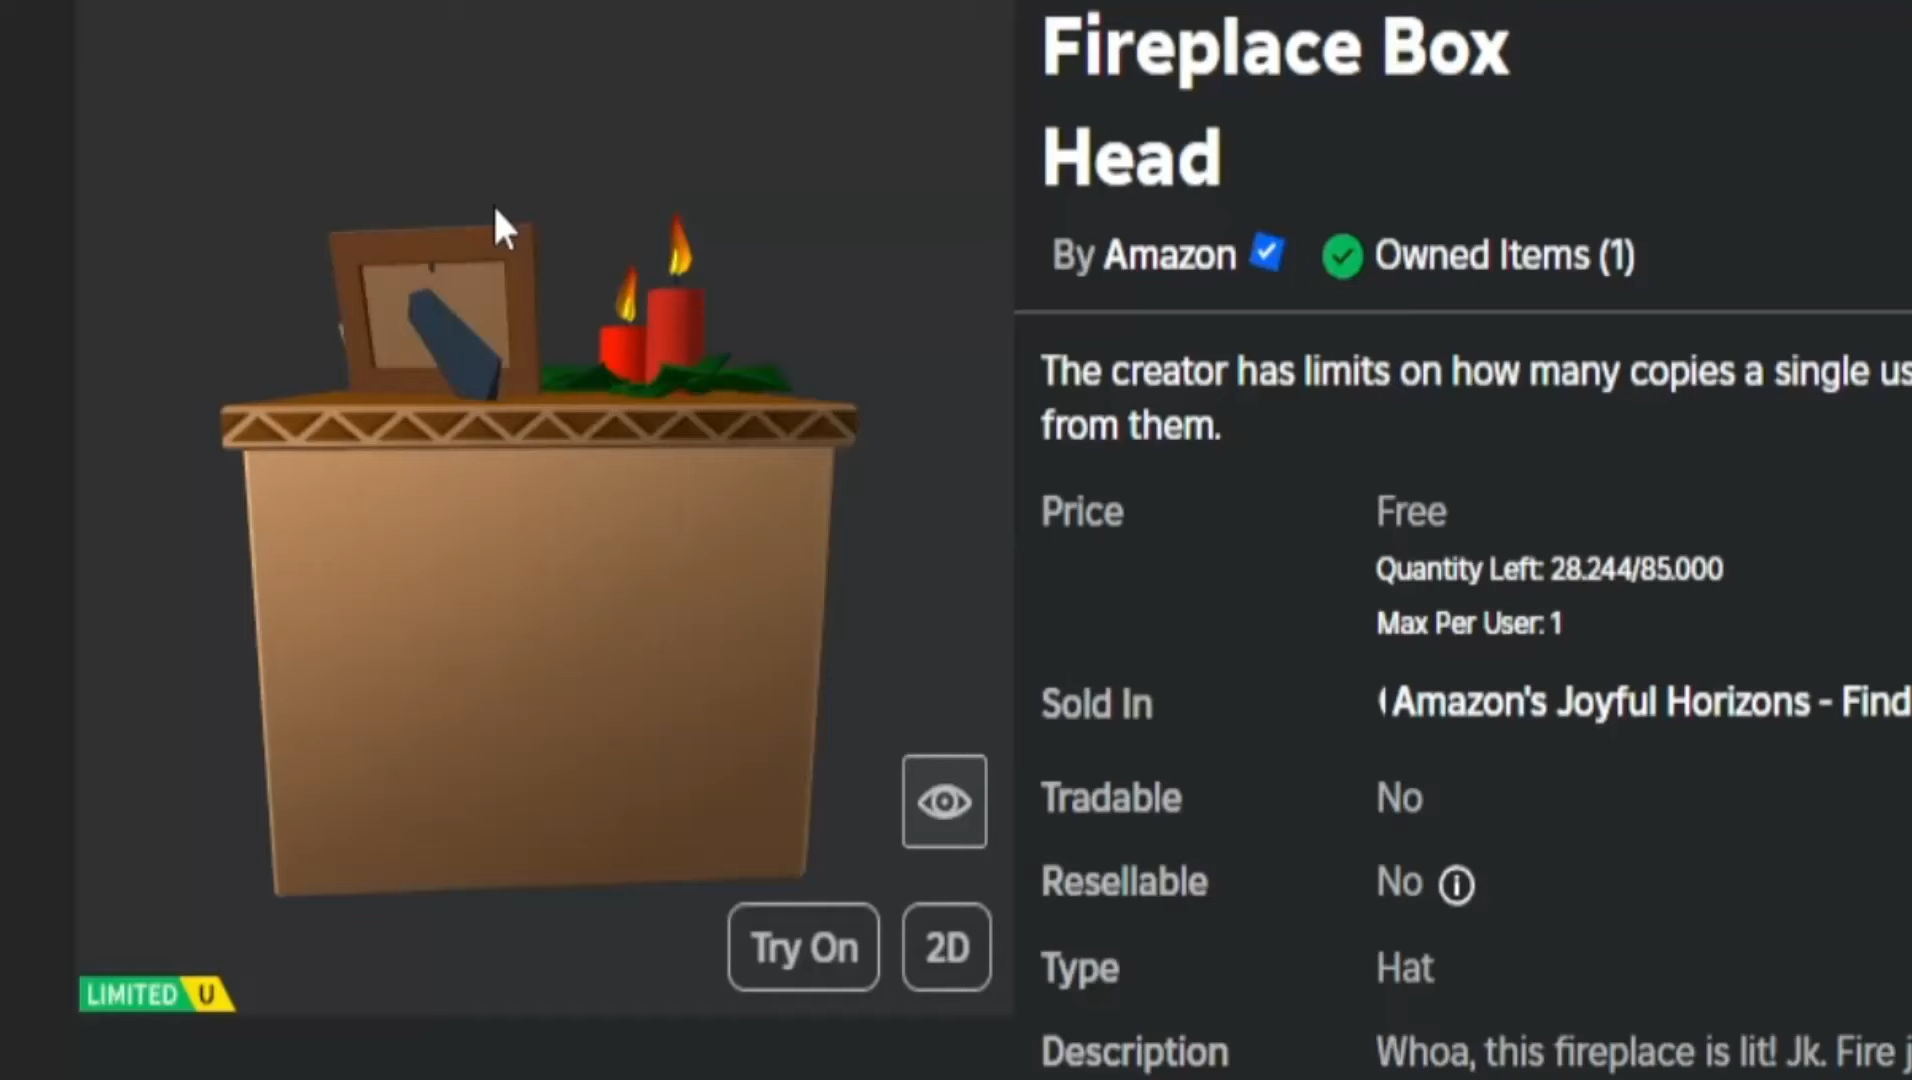 Fireplace Box
Head
By Amazon Owned Items (1)
The creator has limits on how many copies a single us
from them.
Price Free
Quantity Left: 28.244/85.000
Max Per User: 1
Sold In Amazon's Joyful Horizons - Find
Tradable No
Resellable No
Type Hat
Description Whoa, this fireplace is lit! Jk. Fire j
Try On 2D
LIMITED U